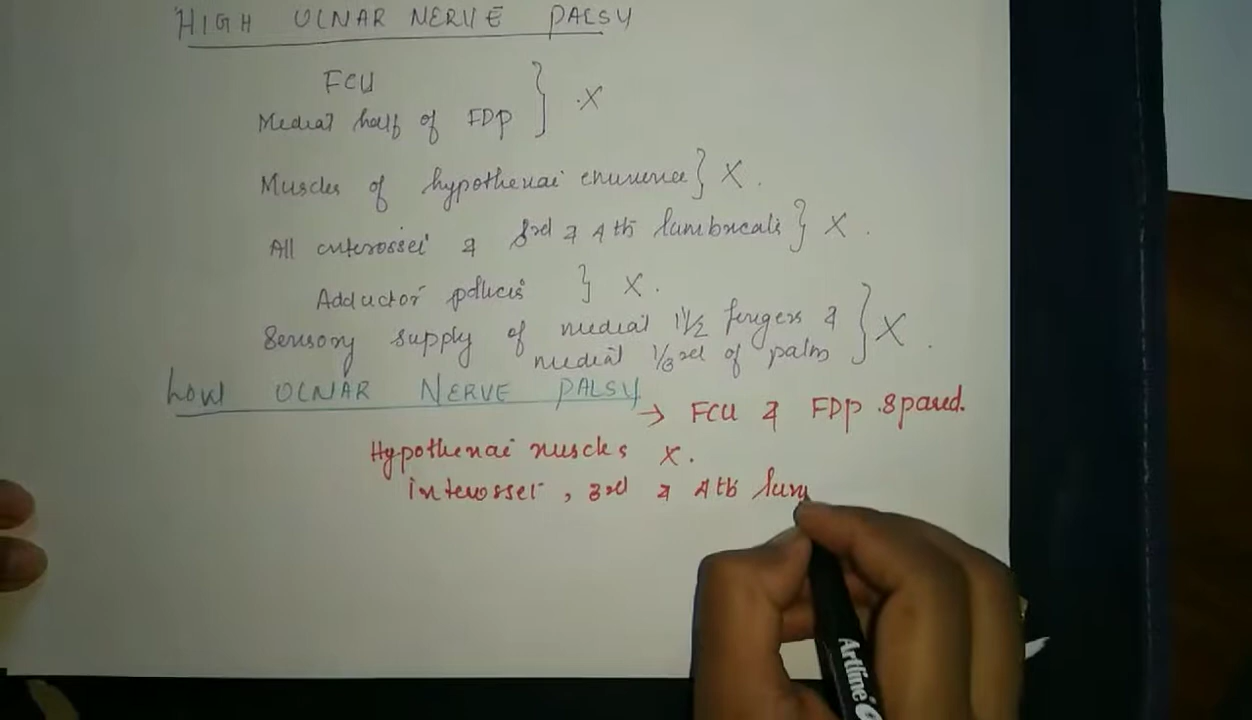 HIGH ULNAR NERVE PALSY
FCU
Medial half of FDP } X
Muscles of hypothenar eminence } X.
All interossei & 3rd & 4th lumbricals } X.
Adductor pollicis } X.
Sensory supply of medial 1 1/2 fingers &
medial 1/3rd of palm } X.
Low ULNAR NERVE PALSY
→ FCU & FDP spared.
Hypothenar muscles X.
interossei, 3rd & 4th lum
Artline